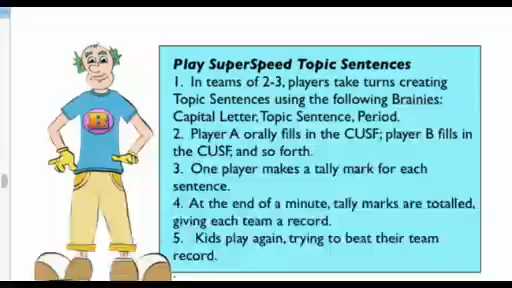 Play SuperSpeed Topic Sentences
1. In teams of 2-3, players take turns creating
Topic Sentences using the following Brainies:
Capital Letter, Topic Sentence, Period.
2. Player A orally fills in the CUSF; player B fills in
the CUSF, and so forth.
3. One player makes a tally mark for each
sentence.
4. At the end of a minute, tally marks are totalled,
giving each team a record.
5. Kids play again, trying to beat their team
record.
B